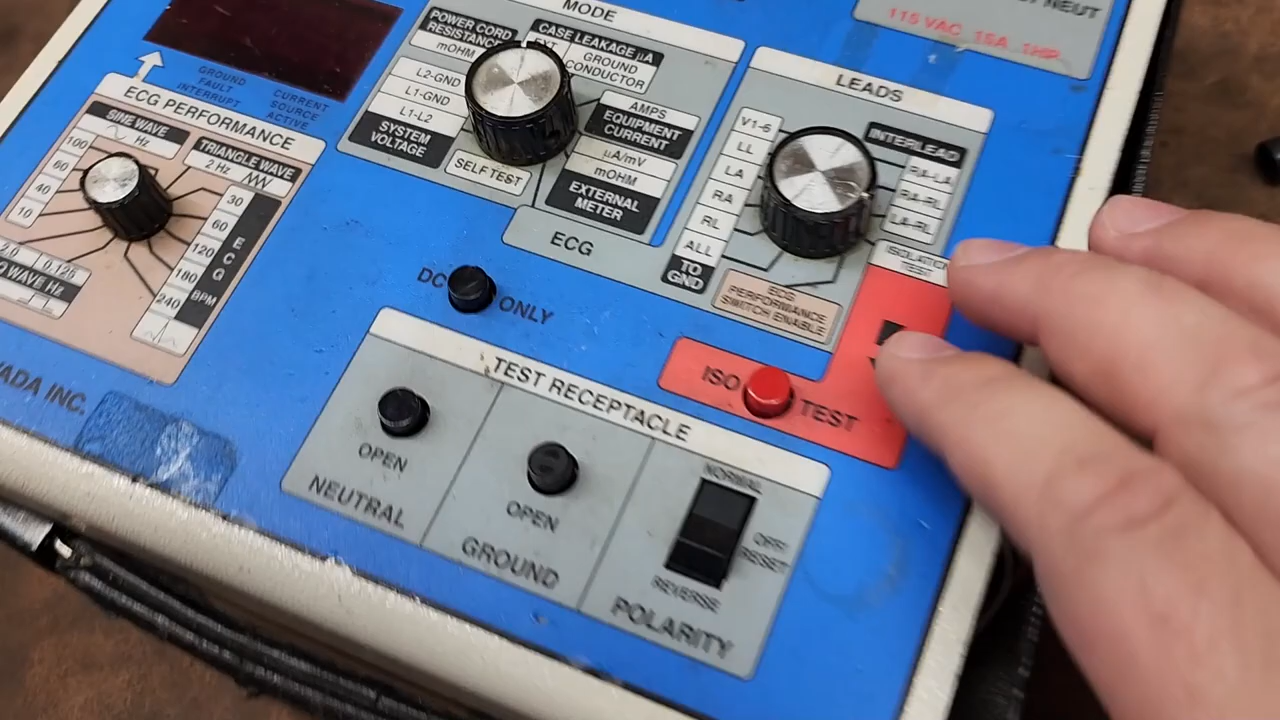 NEUT
115 VAC 15A 1HP
MODE
POWER CORD
RESISTANCE
mOHM
CASE LEAKAGE µA
EXT
GROUND
CONDUCTOR
L2-GND
L1-GND
L1-L2
SYSTEM
VOLTAGE
SELF TEST
AMPS
EQUIPMENT
CURRENT
µA/mV
mOHM
EXTERNAL
METER
ECG
LEADS
V1-6
LL
LA
RA
RL
ALL
TO
GND
INTERLEAD
RA-LA
RA-RL
LA-RL
ISOLATION
TEST
ECG
PERFORMANCE
SWITCH ENABLE
GROUND
FAULT
INTERRUPT
CURRENT
SOURCE
ACTIVE
ECG PERFORMANCE
SINE WAVE
Hz
100
60
40
10
TRIANGLE WAVE
2 Hz
30
60
120
180
240
ECG
BPM
0.125
WAVE Hz
DC ONLY
ISO TEST
TEST RECEPTACLE
OPEN
NEUTRAL
OPEN
GROUND
NORMAL
OFF/
RESET
REVERSE
POLARITY
INC.